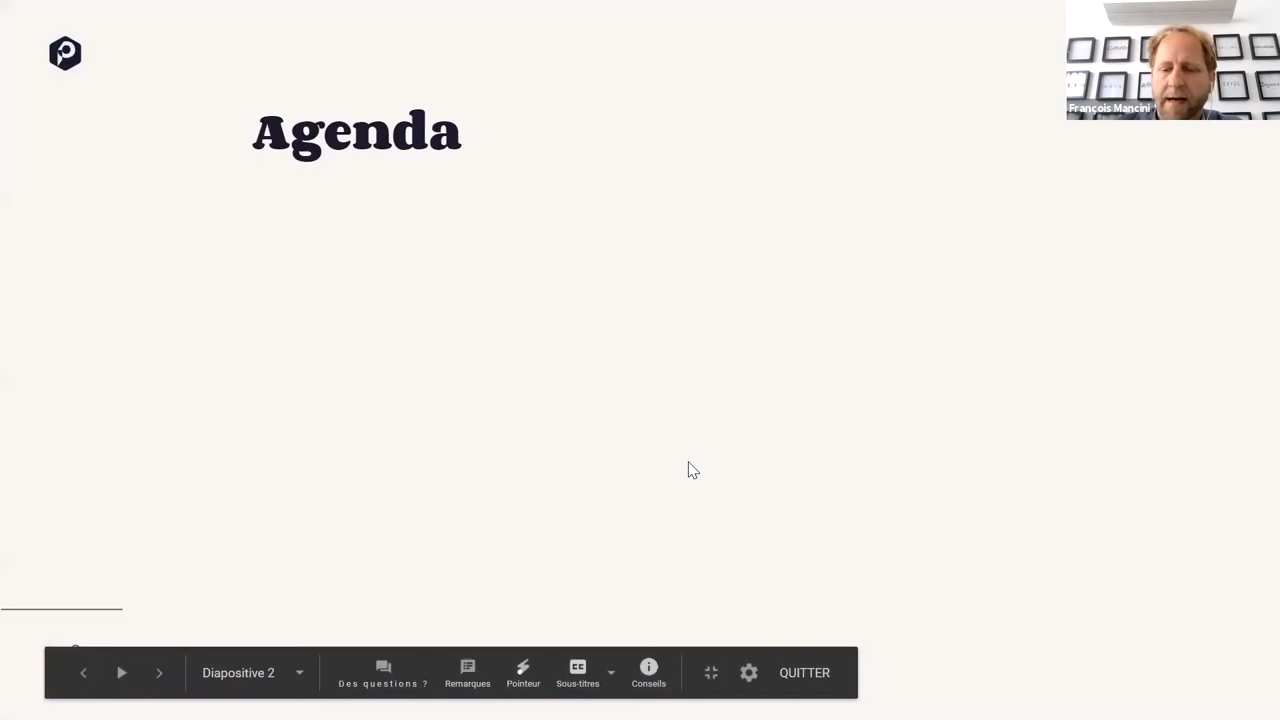 Agenda
François Mancini
Diapositive 2
Des questions ?
Remarques
Pointeur
Sous-titres
Conseils
QUITTER